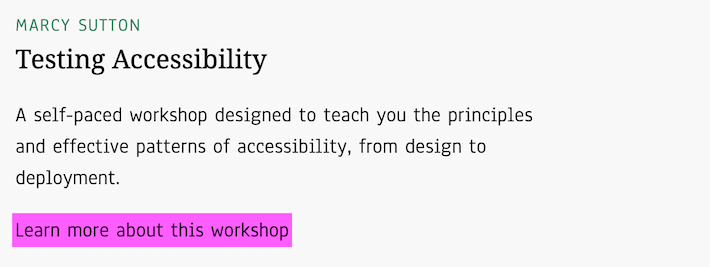 MARCY SUTTON
Testing Accessibility
A self-paced workshop designed to teach you the principles
and effective patterns of accessibility, from design to
deployment.
Learn more about this workshop